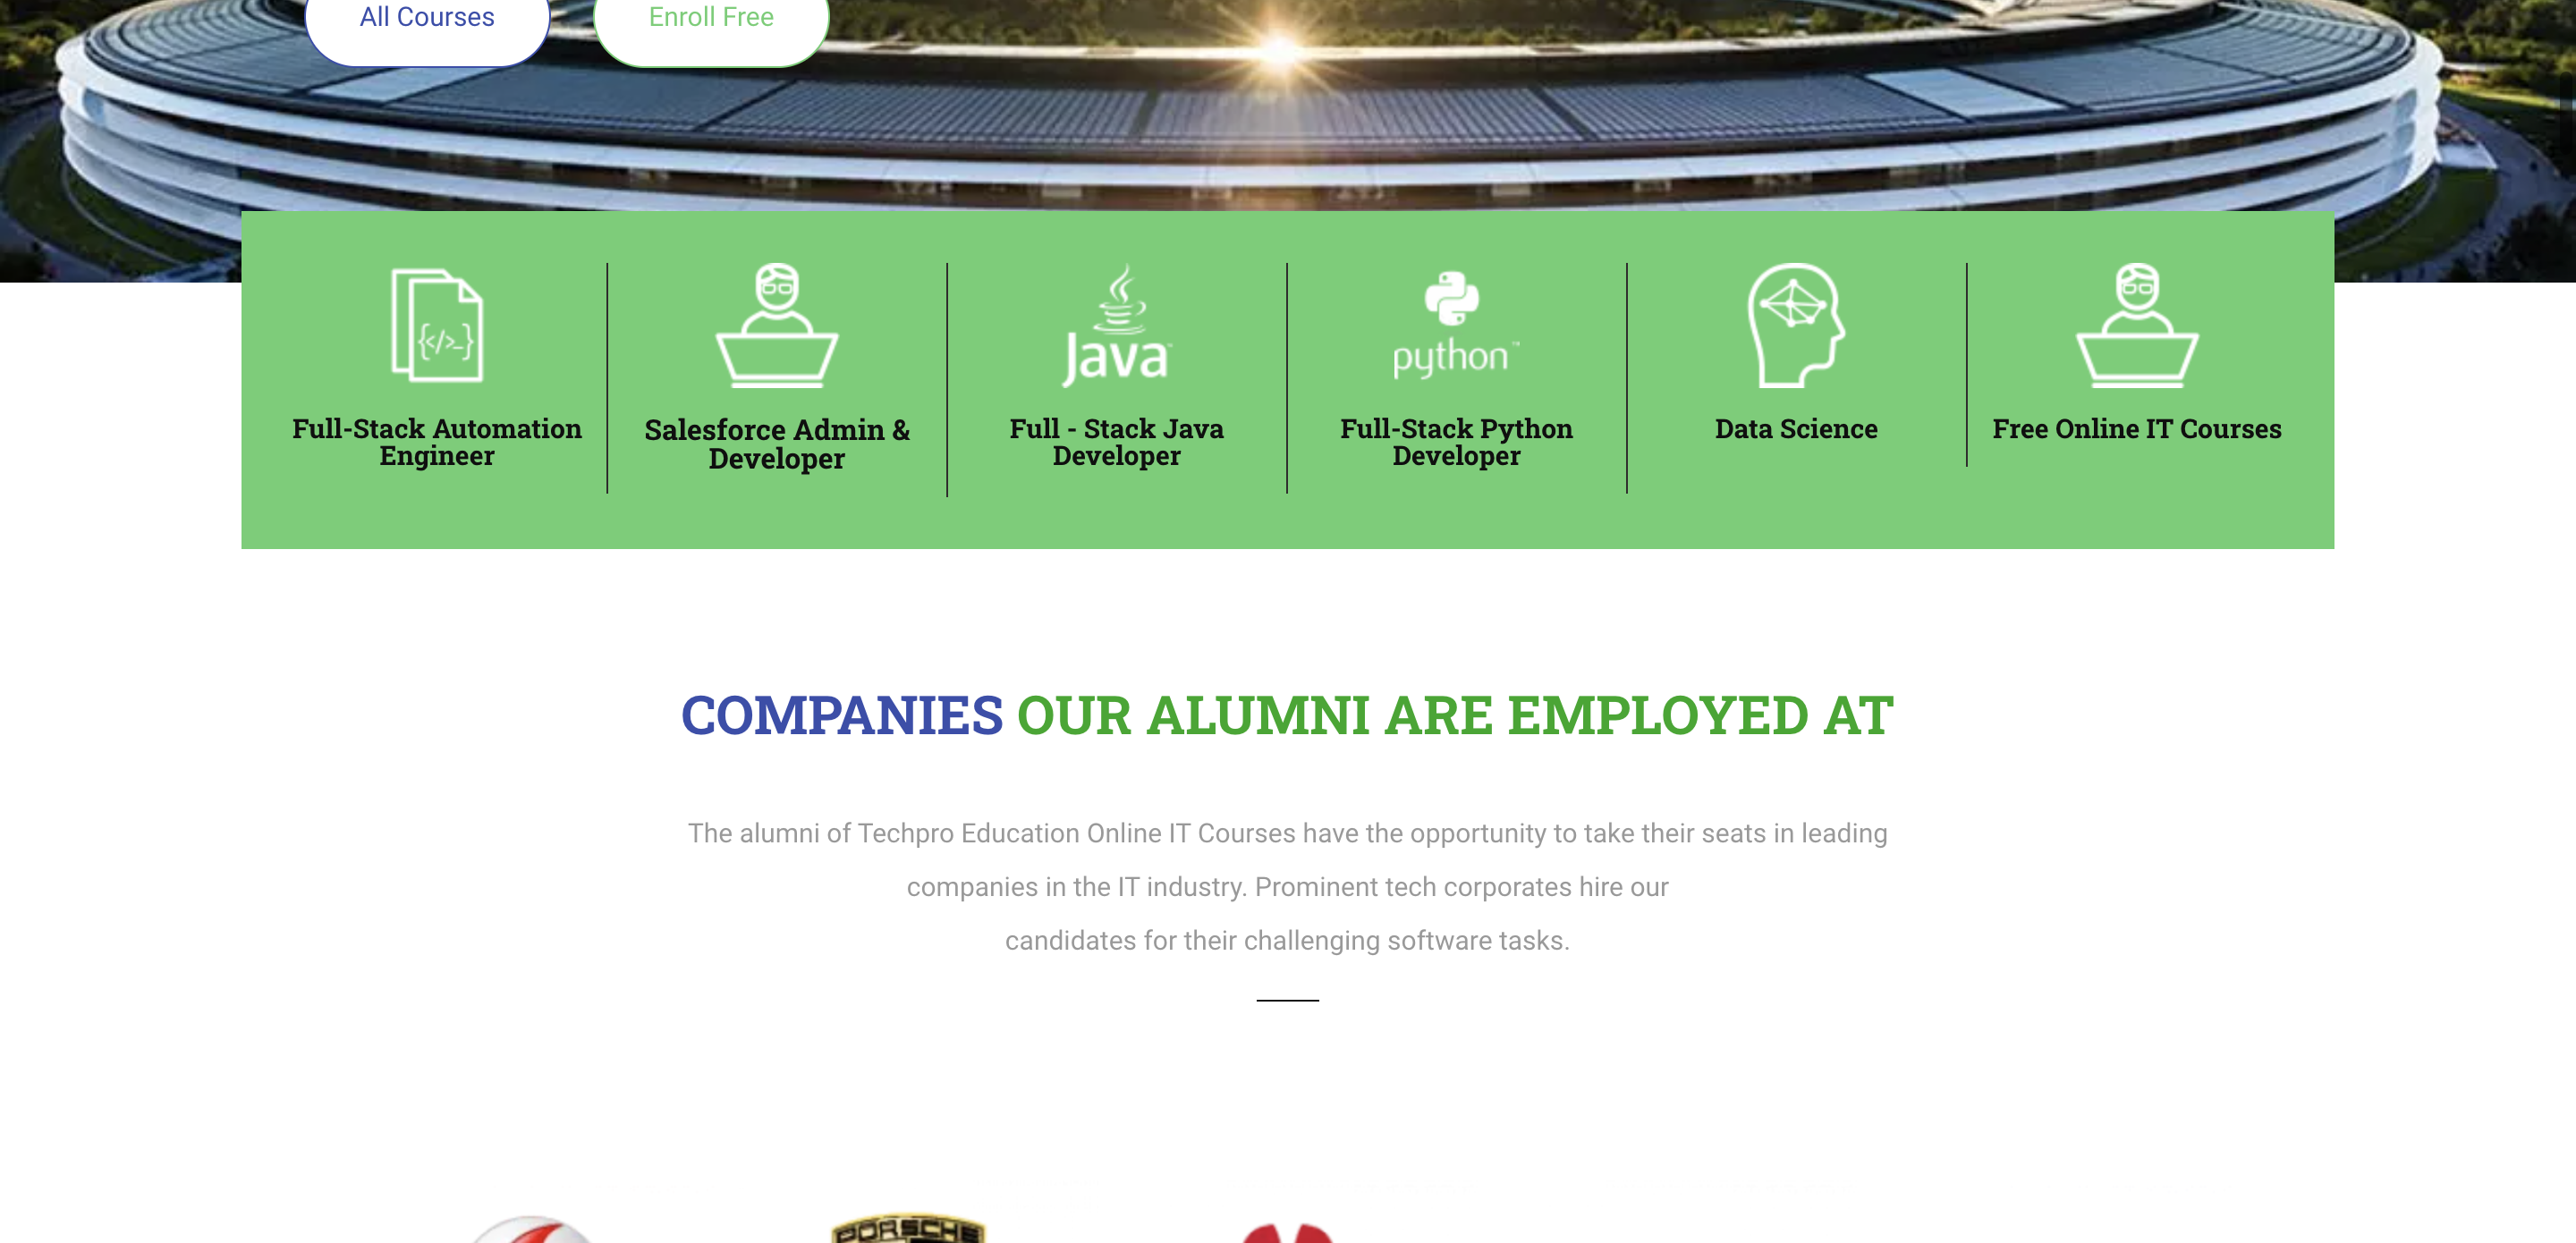 All Courses
Enroll Free
{</>_}
Java™
python™
Full-Stack Automation
Engineer
Salesforce Admin &
Developer
Full - Stack Java
Developer
Full-Stack Python
Developer
Data Science
Free Online IT Courses
COMPANIES OUR ALUMNI ARE EMPLOYED AT
The alumni of Techpro Education Online IT Courses have the opportunity to take their seats in leading
companies in the IT industry. Prominent tech corporates hire our
candidates for their challenging software tasks.
PORSCHE